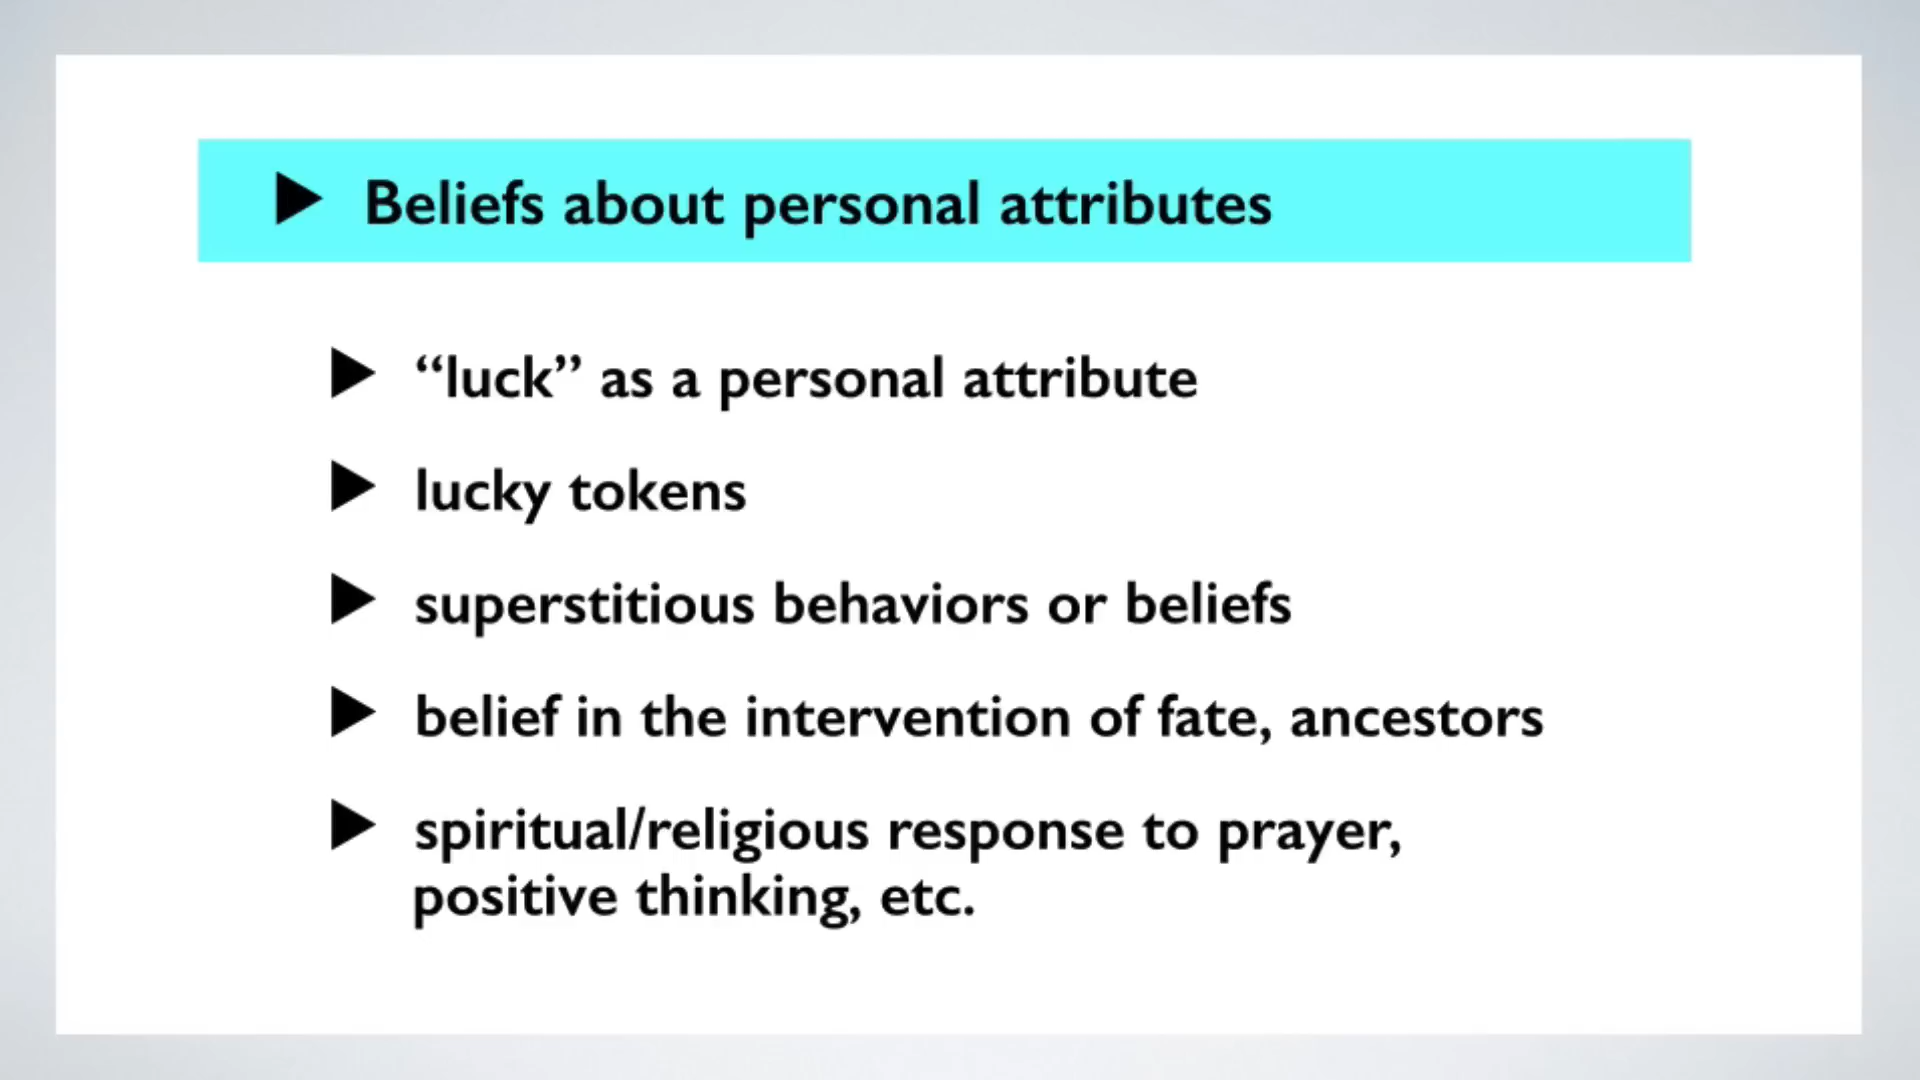 Beliefs about personal attributes
“luck” as a personal attribute
lucky tokens
superstitious behaviors or beliefs
belief in the intervention of fate, ancestors
spiritual/religious response to prayer,
positive thinking, etc.